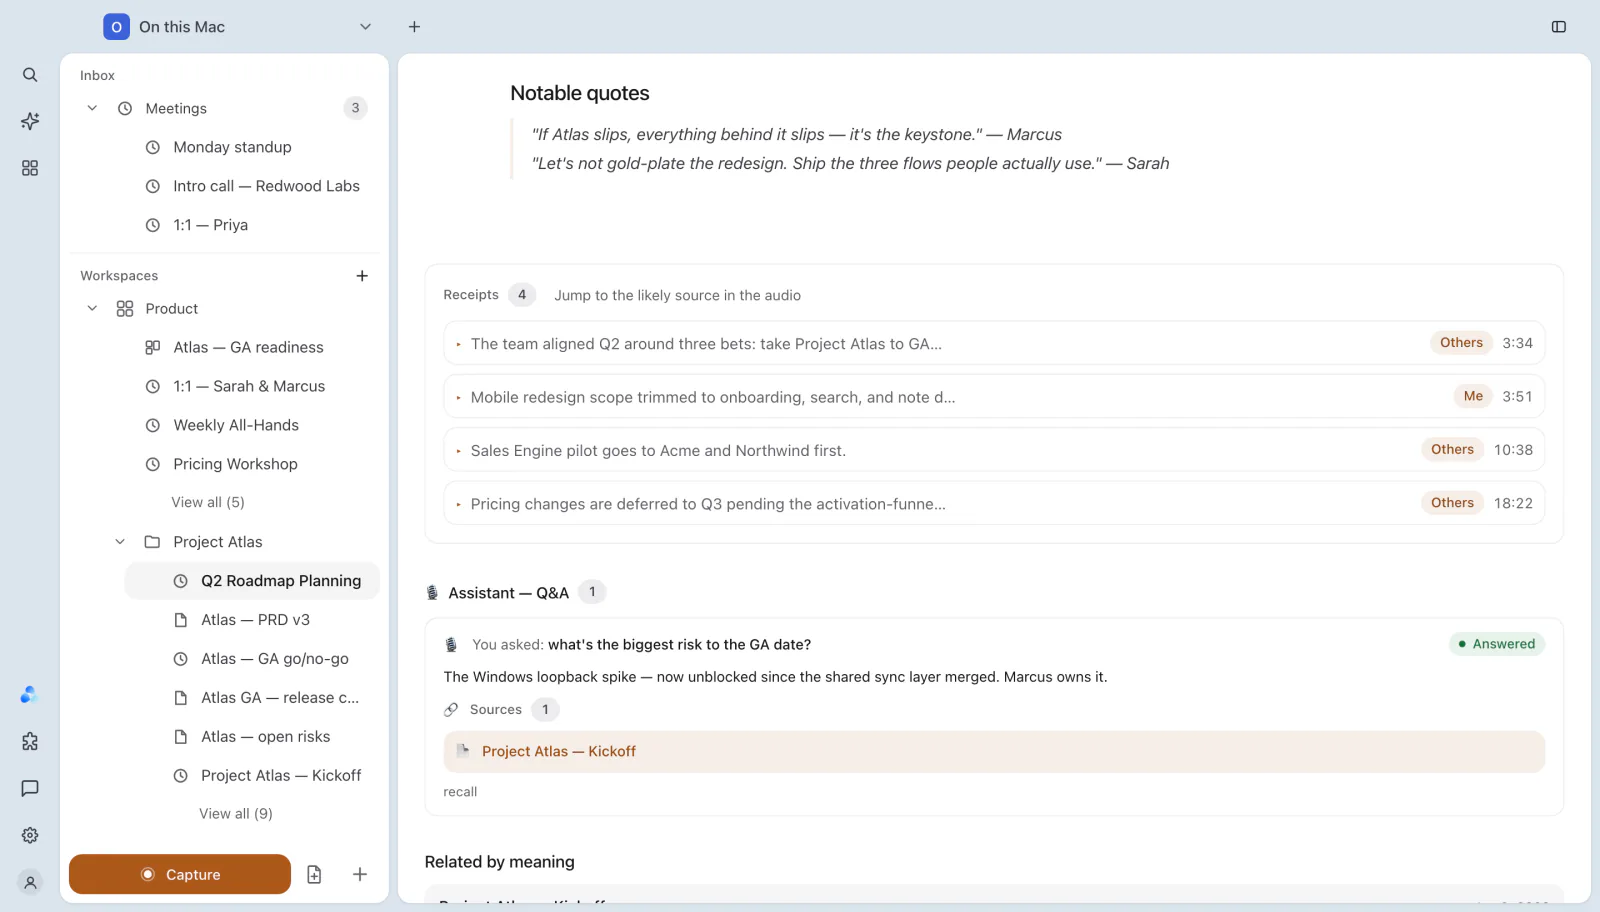 O On this Mac
Inbox
Meetings 3
Monday standup
Intro call — Redwood Labs
1:1 — Priya
Workspaces
Product
Atlas — GA readiness
1:1 — Sarah & Marcus
Weekly All-Hands
Pricing Workshop
View all (5)
Project Atlas
Q2 Roadmap Planning
Atlas — PRD v3
Atlas — GA go/no-go
Atlas GA — release c...
Atlas — open risks
Project Atlas — Kickoff
View all (9)
Capture
Notable quotes
"If Atlas slips, everything behind it slips — it's the keystone." — Marcus
"Let's not gold-plate the redesign. Ship the three flows people actually use." — Sarah
Receipts 4 Jump to the likely source in the audio
The team aligned Q2 around three bets: take Project Atlas to GA... Others 3:34
Mobile redesign scope trimmed to onboarding, search, and note d... Me 3:51
Sales Engine pilot goes to Acme and Northwind first. Others 10:38
Pricing changes are deferred to Q3 pending the activation-funne... Others 18:22
Assistant — Q&A 1
You asked: what's the biggest risk to the GA date? Answered
The Windows loopback spike — now unblocked since the shared sync layer merged. Marcus owns it.
Sources 1
Project Atlas — Kickoff
recall
Related by meaning
Project Atlas — Kickoff